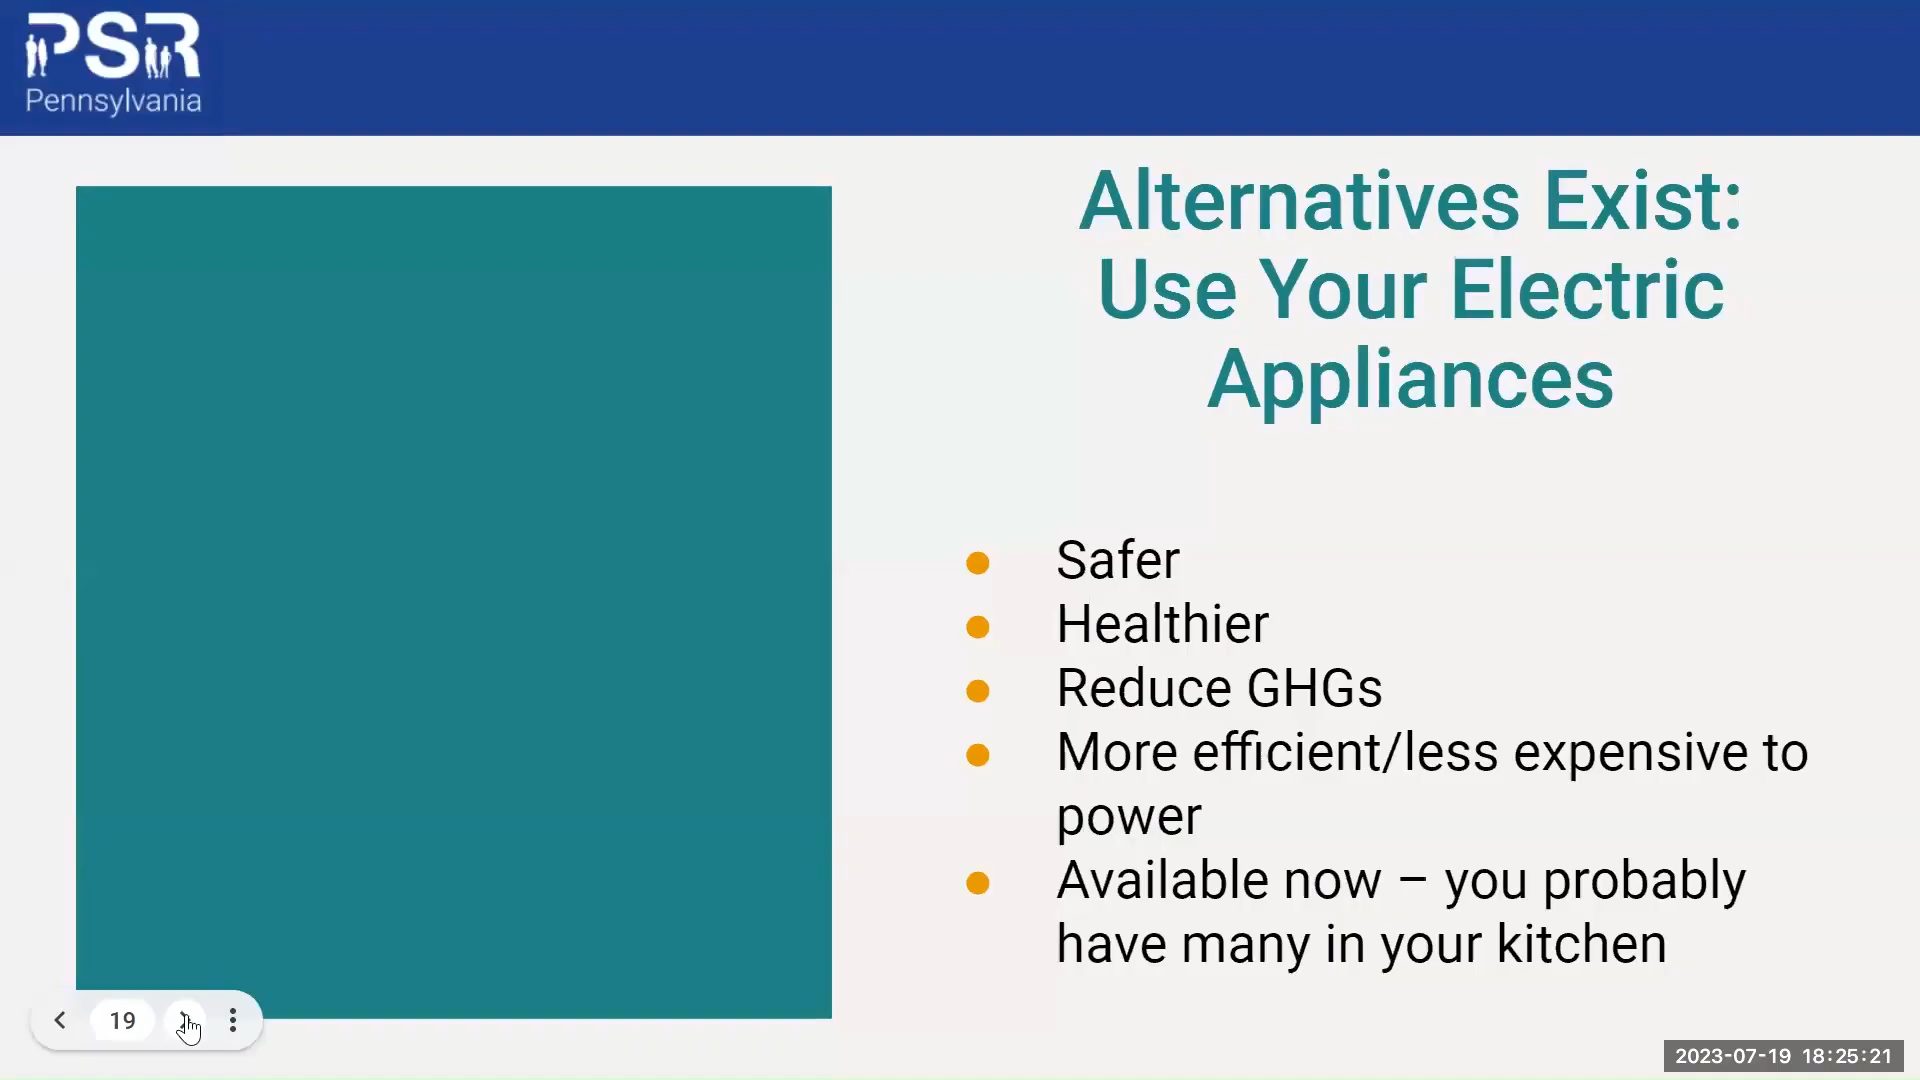 PSR
Pennsylvania
Alternatives Exist:
Use Your Electric
Appliances
● Safer
● Healthier
● Reduce GHGs
● More efficient/less expensive to
power
● Available now – you probably
have many in your kitchen
19
2023-07-19 18:25:21